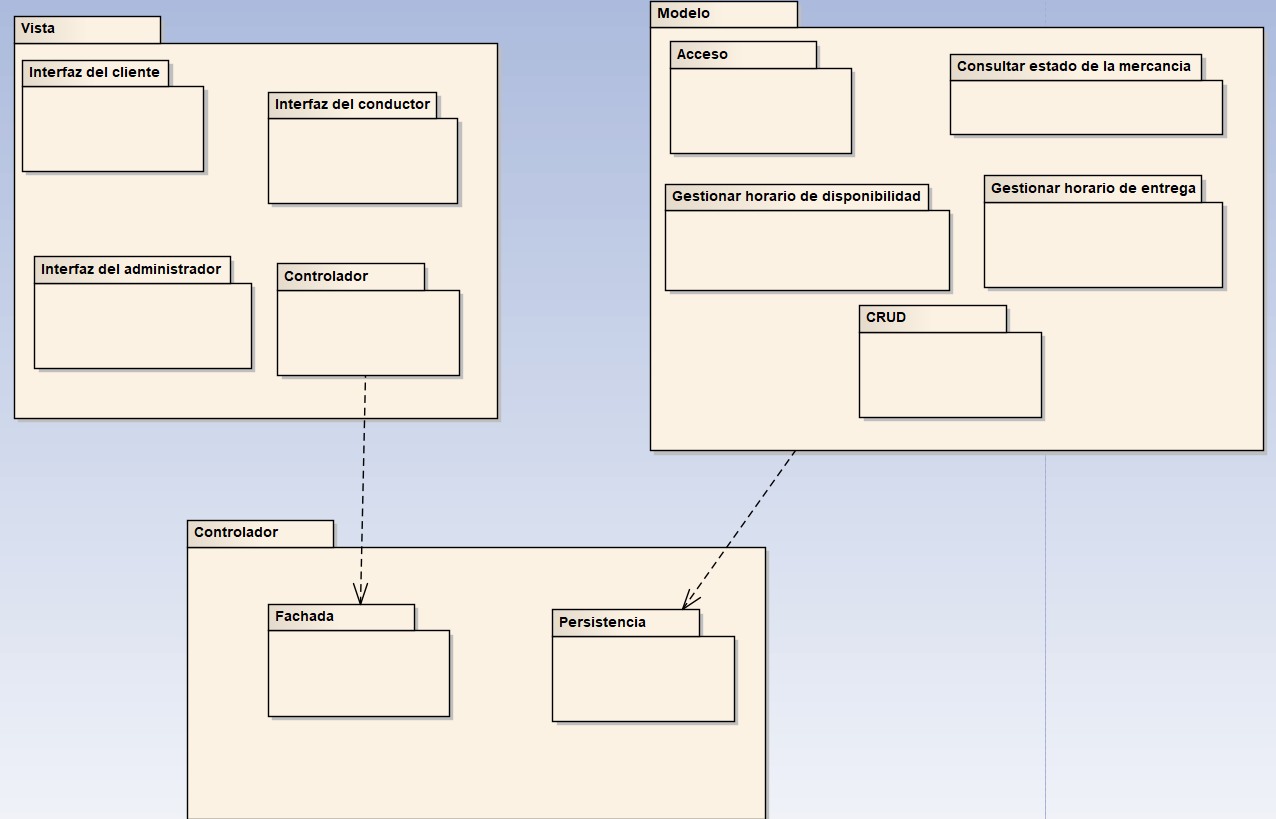 Vista
Interfaz del cliente
Interfaz del conductor
Interfaz del administrador
Controlador
Modelo
Acceso
Consultar estado de la mercancia
Gestionar horario de disponibilidad
Gestionar horario de entrega
CRUD
Controlador
Fachada
Persistencia